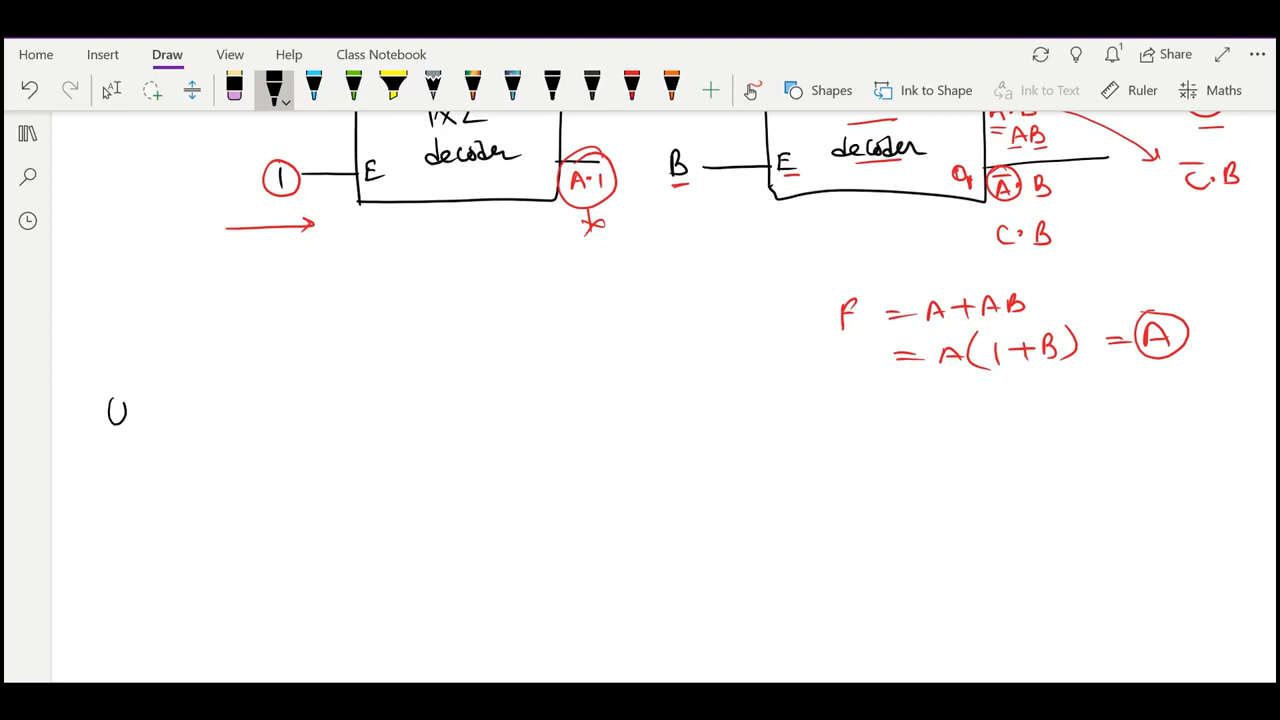 Home Insert Draw View Help Class Notebook Share
Shapes Ink to Shape Ink to Text Ruler Maths
1x2
decoder
1 E
A·1
decoder
B E
AB
A̅· B
C̅·B
C·B
F = A+AB
= A(1+B) = A
U